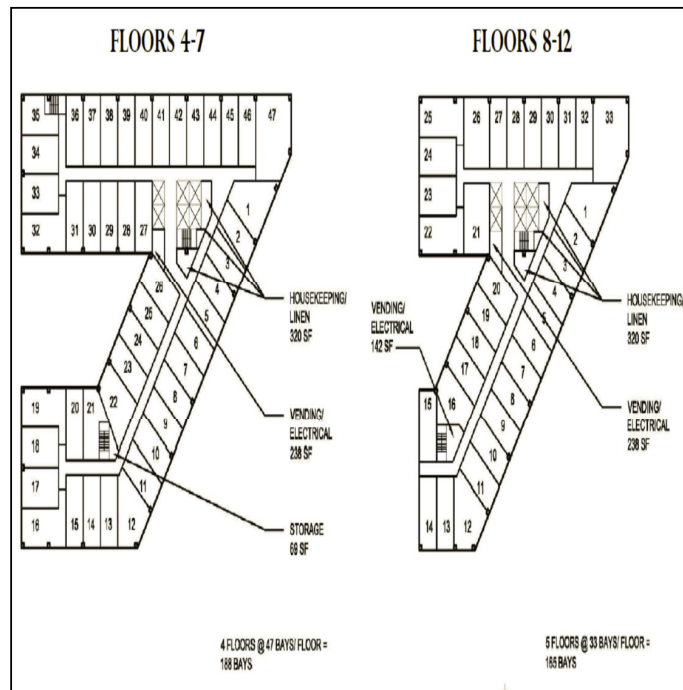 FLOORS 4-7
FLOORS 8-12
35 36 37 38 39 40 41 42 43 44 45 46 47
34
33
32 31 30 29 28 27
1
2
3
4
5
6
7
8
9
10
11
12
26
25
24
23
22
19 20 21
18
17
16 15 14 13
HOUSEKEEPING/
LINEN
320 SF
VENDING/
ELECTRICAL
238 SF
STORAGE
69 SF
4 FLOORS @ 47 BAYS/ FLOOR =
188 BAYS
25 26 27 28 29 30 31 32 33
24
23
22 21
1
2
3
4
5
6
7
8
9
10
11
12
20
19
18
17
16
15
14 13
VENDING/
ELECTRICAL
142 SF
HOUSEKEEPING/
LINEN
320 SF
VENDING/
ELECTRICAL
238 SF
5 FLOORS @ 33 BAYS/ FLOOR =
165 BAYS